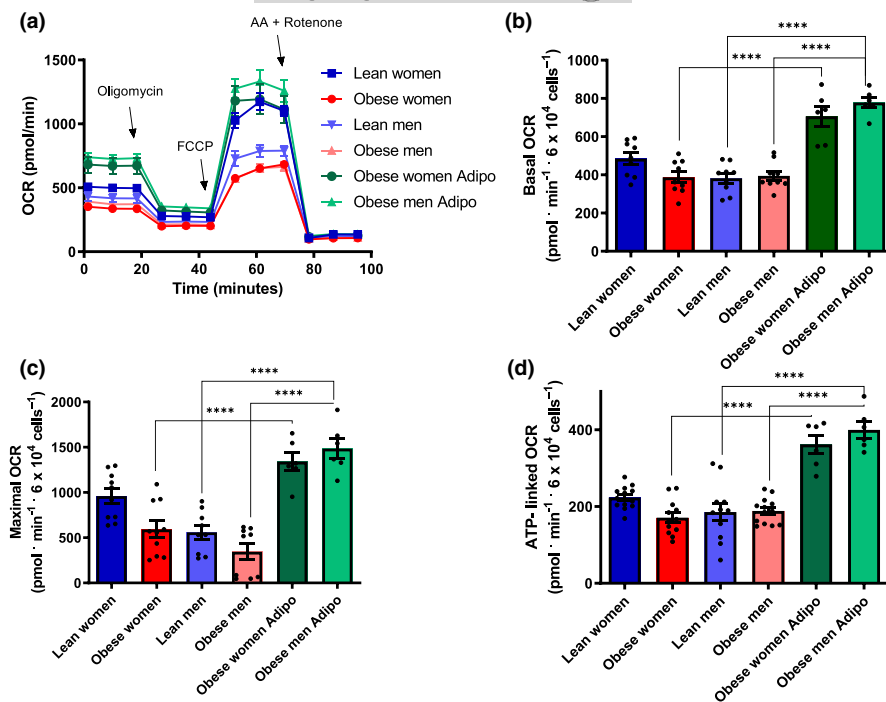 (a)
AA + Rotenone
Oligomycin
FCCP
OCR (pmol/min)
1500
1000
500
0
0 20 40 60 80 100
Time (minutes)
Lean women
Obese women
Lean men
Obese men
Obese women Adipo
Obese men Adipo
(b)
****
****
****
Basal OCR
(pmol · min⁻¹ · 6 x 10⁴ cells⁻¹)
1000
800
600
400
200
0
Lean women
Obese women
Lean men
Obese men
Obese women Adipo
Obese men Adipo
(c)
****
****
****
Maximal OCR
(pmol · min⁻¹ · 6 x 10⁴ cells⁻¹)
2000
1500
1000
500
0
Lean women
Obese women
Lean men
Obese men
Obese women Adipo
Obese men Adipo
(d)
****
****
****
ATP-linked OCR
(pmol · min⁻¹ · 6 x 10⁴ cells⁻¹)
400
200
0
Lean women
Obese women
Lean men
Obese men
Obese women Adipo
Obese men Adipo